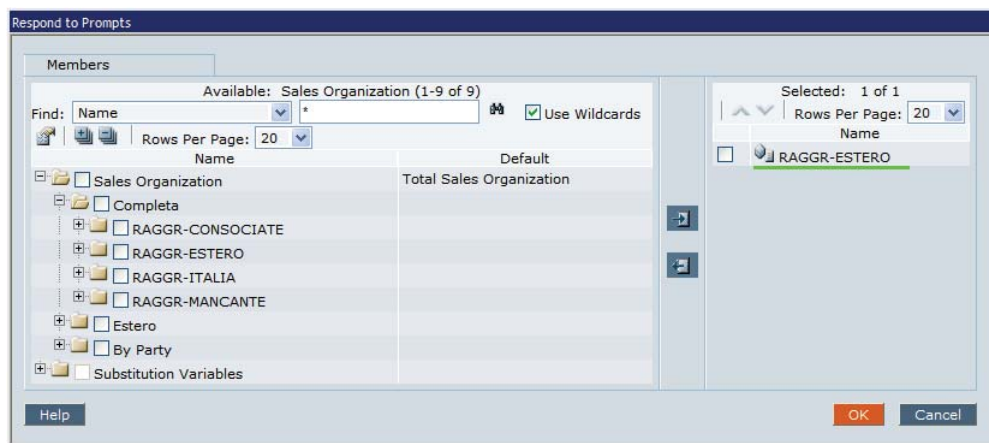 Respond to Prompts
Members
Available: Sales Organization (1-9 of 9)
Find: Name * Use Wildcards
Rows Per Page: 20
Name Default
Sales Organization Total Sales Organization
Completa
RAGGR-CONSOCIATE
RAGGR-ESTERO
RAGGR-ITALIA
RAGGR-MANCANTE
Estero
By Party
Substitution Variables
Selected: 1 of 1
Rows Per Page: 20
Name
RAGGR-ESTERO
Help OK Cancel